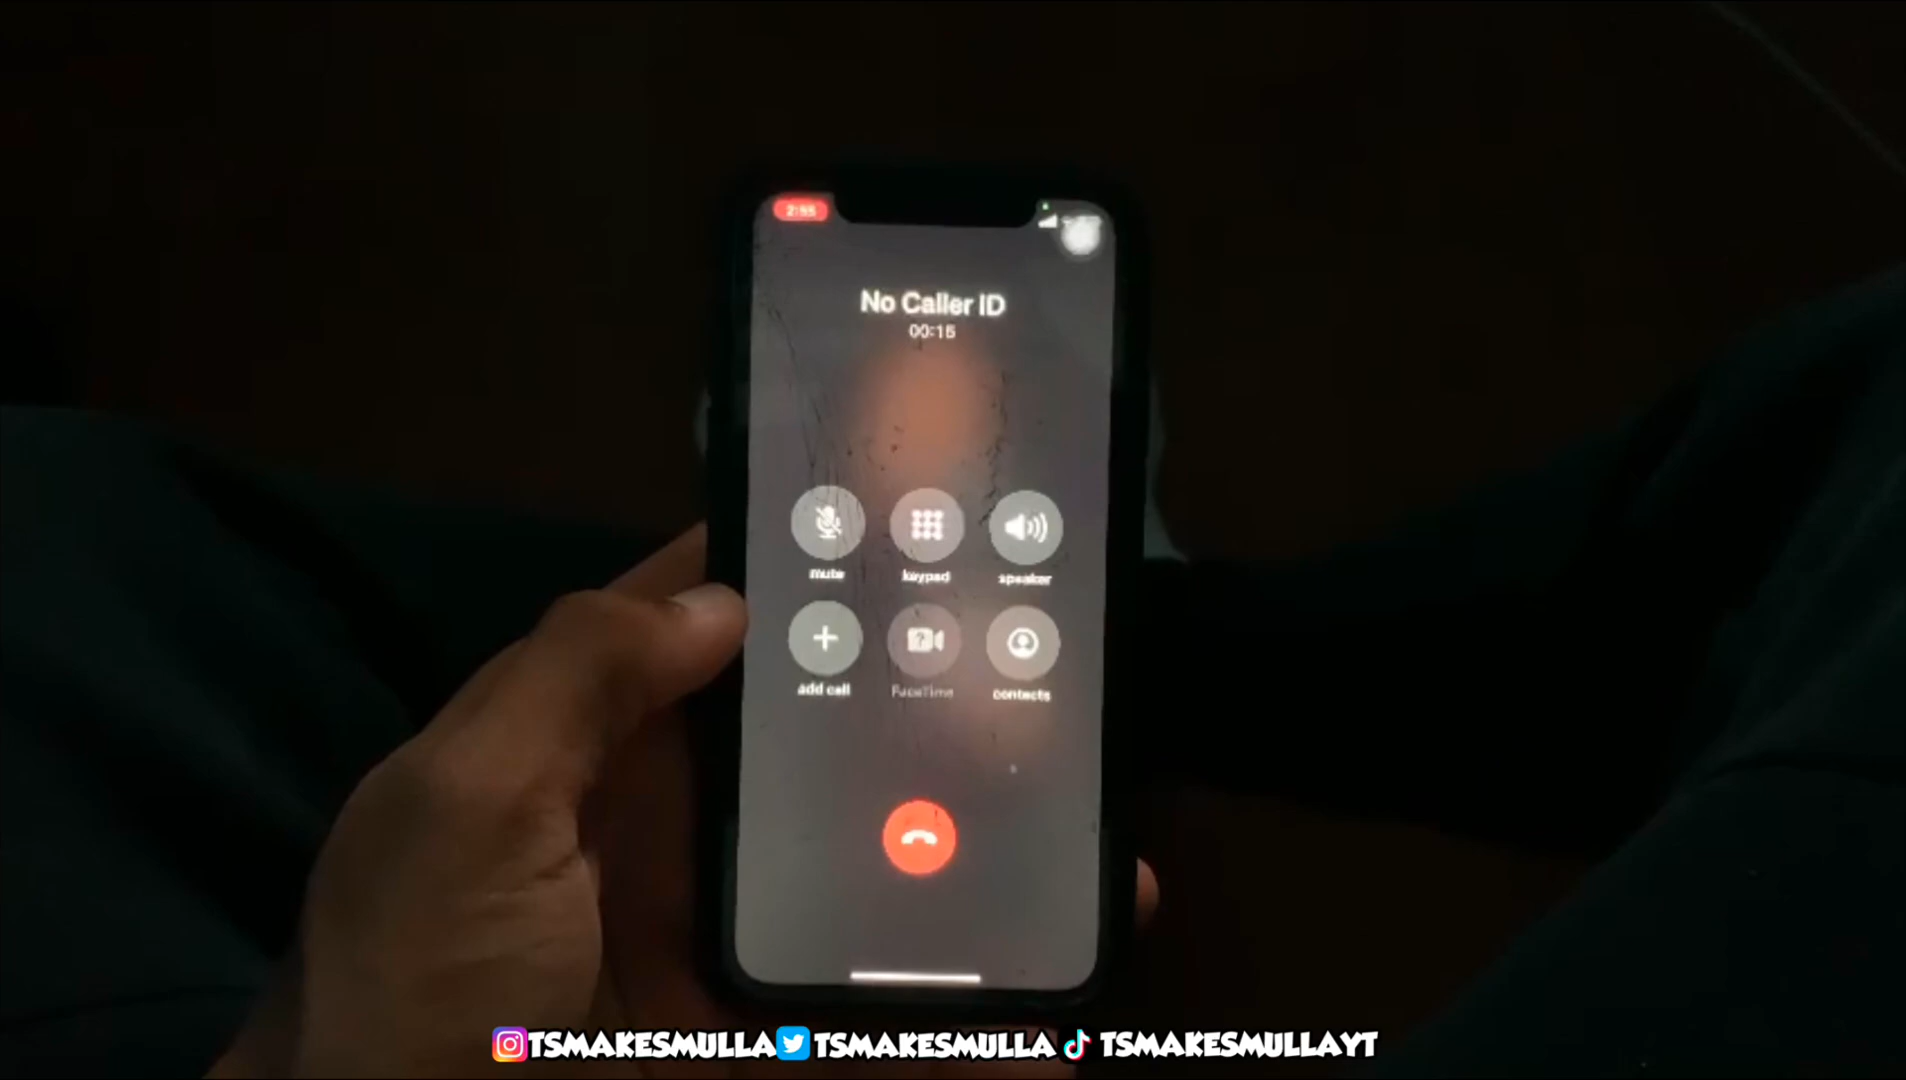 2:55
No Caller ID
00:15
mute keypad speaker
add call FaceTime contacts
TSMAKESMULLA TSMAKESMULLA TSMAKESMULLAYT